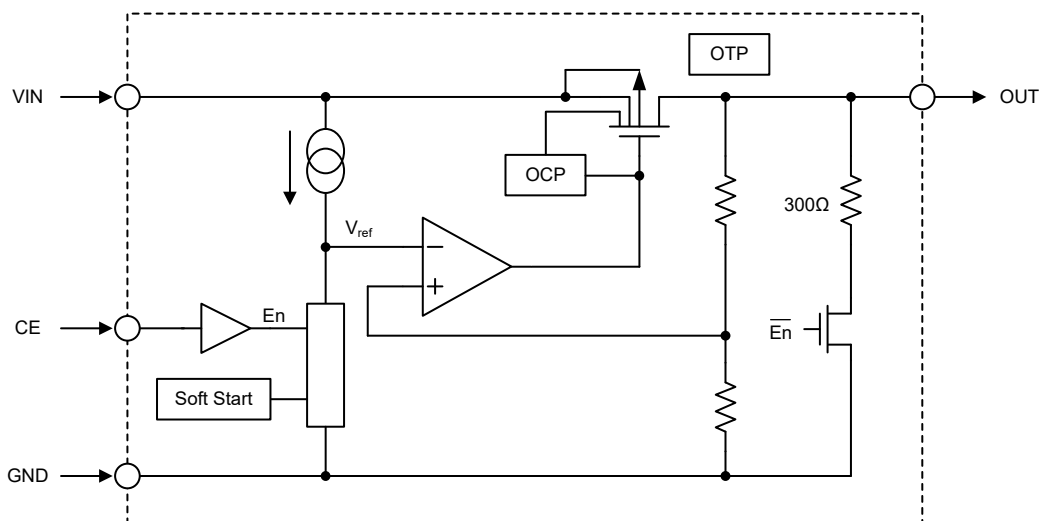 OTP
VIN
OUT
OCP
300Ω
Vref
−
+
CE
En
En
Soft Start
GND